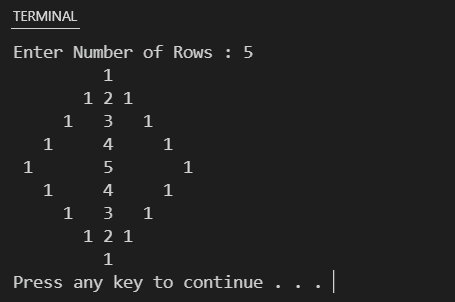 TERMINAL
Enter Number of Rows : 5
1
1 2 1
1 3 1
1 4 1
1 5 1
1 4 1
1 3 1
1 2 1
1
Press any key to continue . . .